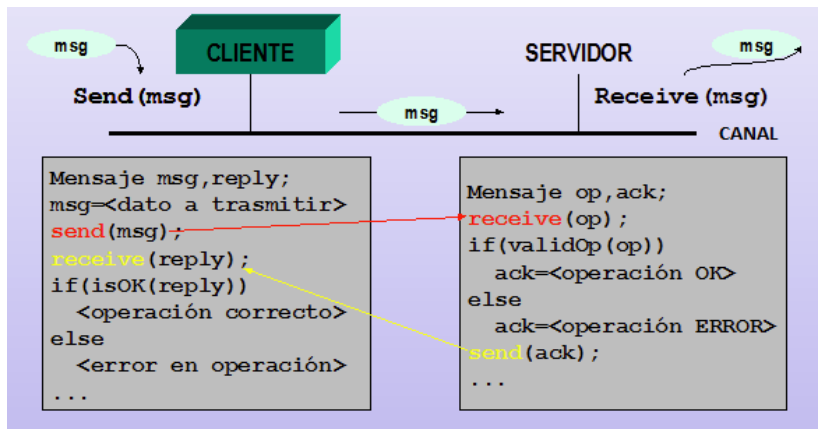 msg
CLIENTE
SERVIDOR
msg
Send(msg)
msg
Receive(msg)
CANAL
Mensaje msg,reply;
msg=<dato a trasmitir>
send(msg);
receive(reply);
if(isOK(reply))
<operación correcto>
else
<error en operación>
...
Mensaje op,ack;
receive(op);
if(validOp(op))
ack=<operación OK>
else
ack=<operación ERROR>
send(ack);
...